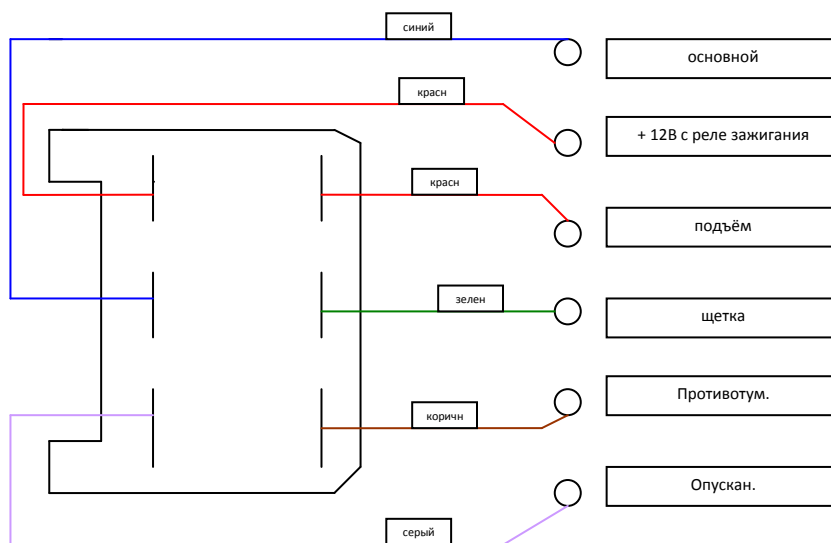 синий
основной
красн
+ 12В с реле зажигания
красн
подъём
зелен
щетка
коричн
Противотум.
Опускан.
серый